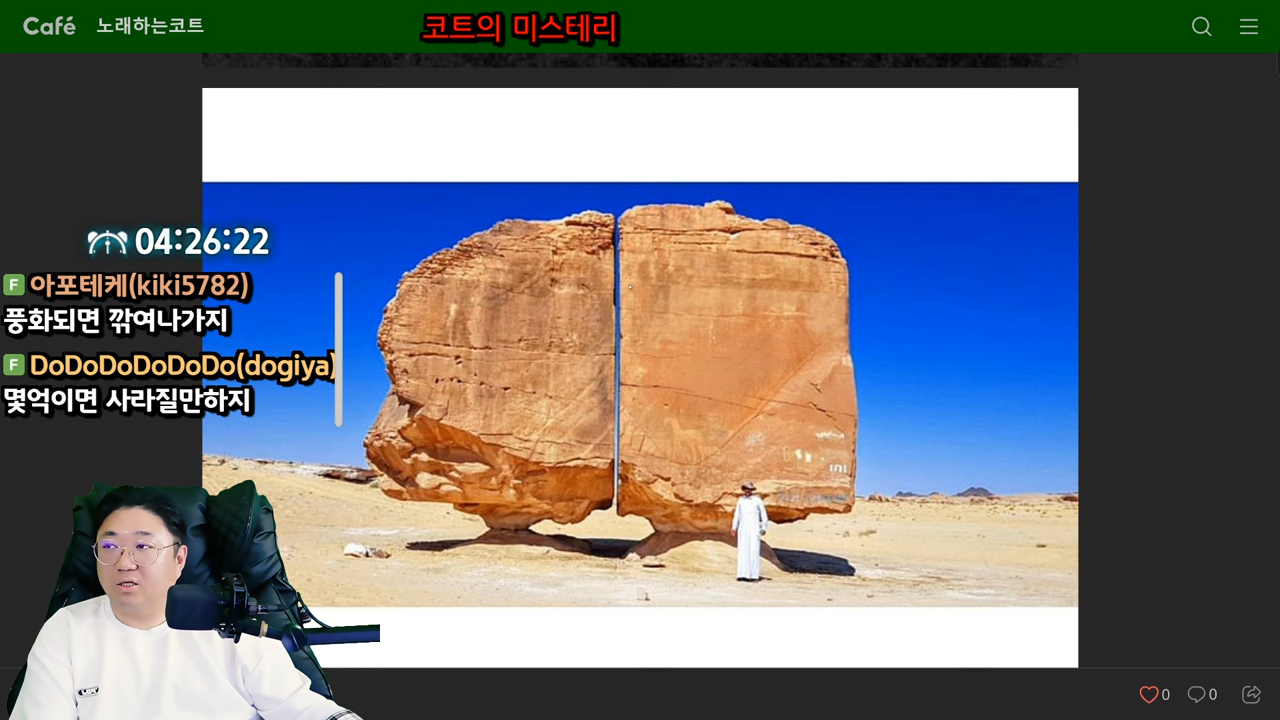 Café 노래하는코트
코트의 미스테리
04:26:22
F 아포테케(kiki5782)
풍화되면 깎여나가지
F DoDoDoDoDoDo(dogiya)
몇억이면 사라질만하지
0 0